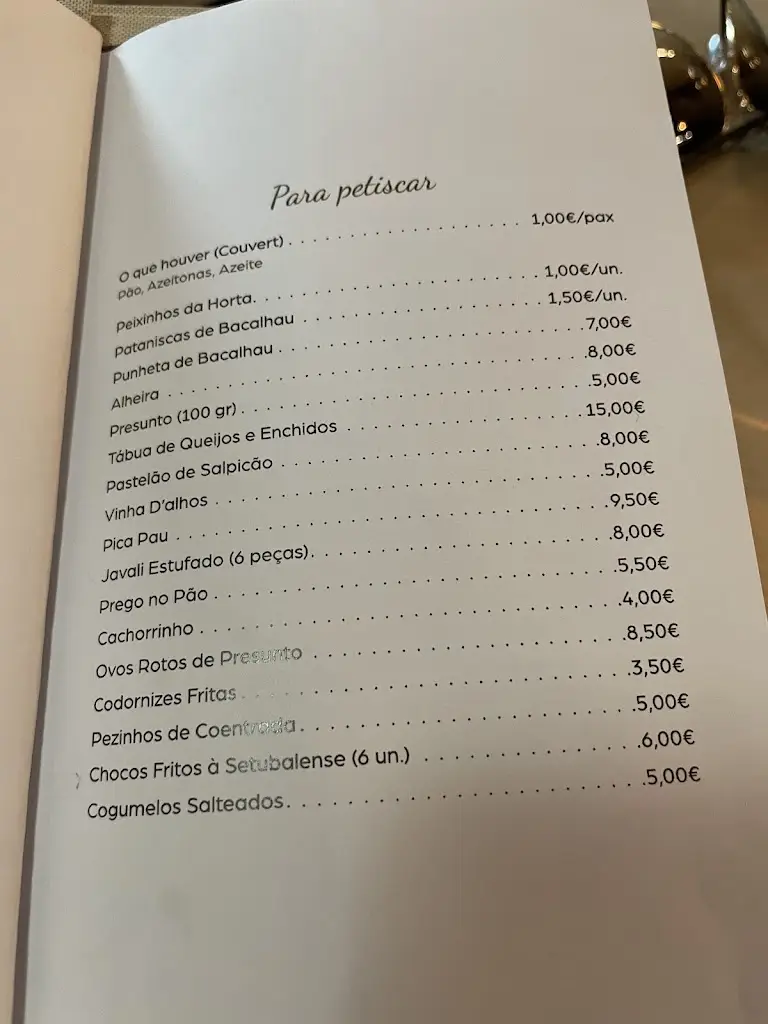 Para petiscar
O que houver (Couvert) . . . . . . . . . . . . . . . . . . . . 1,00€/pax
Pão, Azeitonas, Azeite
Peixinhos da Horta. . . . . . . . . . . . . . . . . . . . . . . . 1,00€/un.
Pataniscas de Bacalhau . . . . . . . . . . . . . . . . . . . . 1,50€/un.
Punheta de Bacalhau . . . . . . . . . . . . . . . . . . . . . . . . .7,00€
Alheira . . . . . . . . . . . . . . . . . . . . . . . . . . . . . . . . . . .8,00€
Presunto (100 gr) . . . . . . . . . . . . . . . . . . . . . . . . . . . .5,00€
Tábua de Queijos e Enchidos . . . . . . . . . . . . . . . . . . .15,00€
Pastelão de Salpicão . . . . . . . . . . . . . . . . . . . . . . . . . .8,00€
Vinha D'alhos . . . . . . . . . . . . . . . . . . . . . . . . . . . . . . .5,00€
Pica Pau . . . . . . . . . . . . . . . . . . . . . . . . . . . . . . . . . .9,50€
Javali Estufado (6 peças). . . . . . . . . . . . . . . . . . . . . . . .8,00€
Prego no Pão . . . . . . . . . . . . . . . . . . . . . . . . . . . . . . .5,50€
Cachorrinho . . . . . . . . . . . . . . . . . . . . . . . . . . . . . . . .4,00€
Ovos Rotos de Presunto . . . . . . . . . . . . . . . . . . . . . . . .8,50€
Codornizes Fritas . . . . . . . . . . . . . . . . . . . . . . . . . . . . .3,50€
Pezinhos de Coentrada. . . . . . . . . . . . . . . . . . . . . . . . .5,00€
Chocos Fritos à Setubalense (6 un.) . . . . . . . . . . . . . . . .6,00€
Cogumelos Salteados. . . . . . . . . . . . . . . . . . . . . . . . . .5,00€